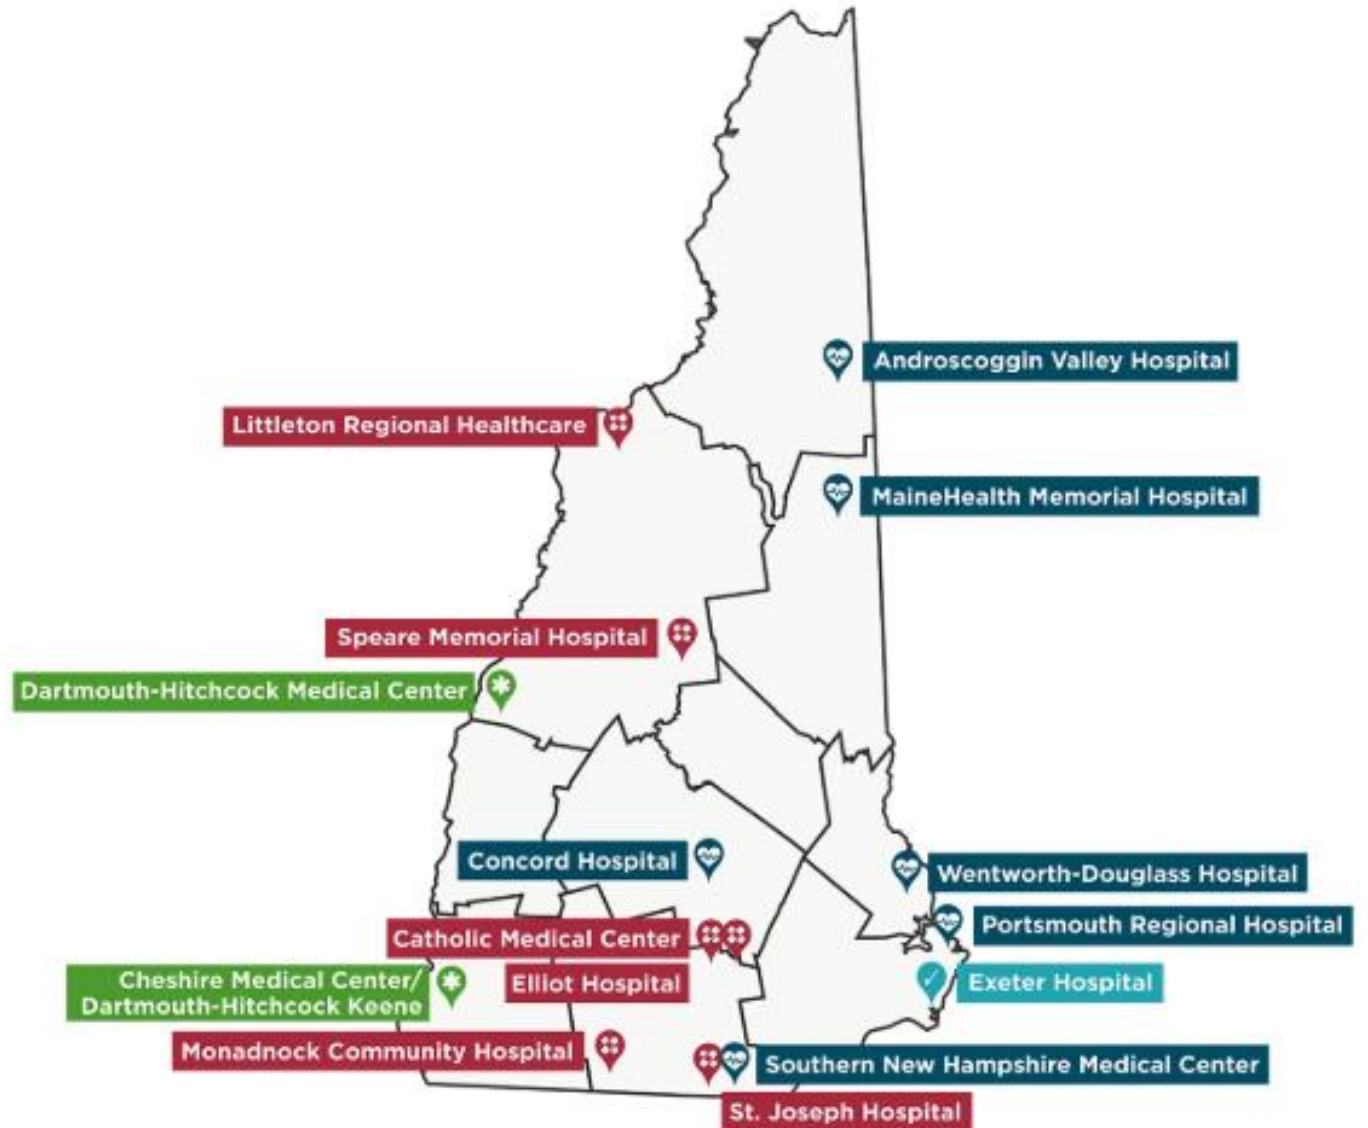 Androscoggin Valley Hospital
Littleton Regional Healthcare
MaineHealth Memorial Hospital
Speare Memorial Hospital
Dartmouth-Hitchcock Medical Center
Concord Hospital
Wentworth-Douglass Hospital
Portsmouth Regional Hospital
Catholic Medical Center
Elliot Hospital
Cheshire Medical Center/
Dartmouth-Hitchcock Keene
Exeter Hospital
Monadnock Community Hospital
Southern New Hampshire Medical Center
St. Joseph Hospital